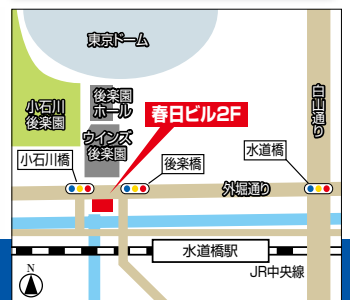 東京ドーム
小石川
後楽園
後楽園
ホール
春日ビル2F
白山通り
ウインズ
後楽園
小石川橋
後楽橋
水道橋
外堀通り
水道橋駅
JR中央線
N